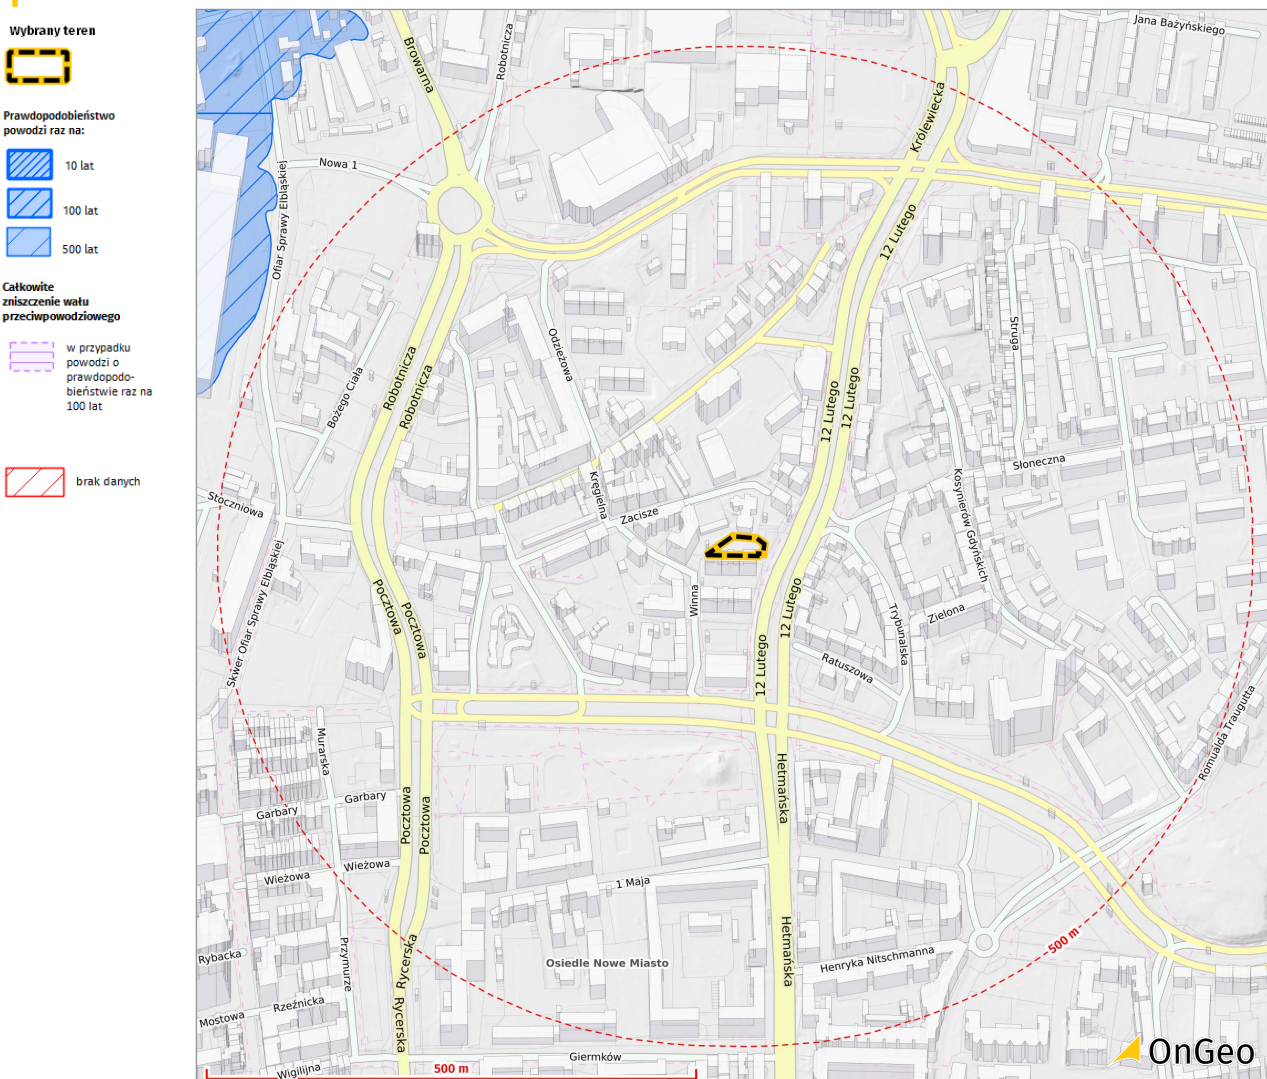 Wybrany teren
Prawdopodobieństwo
powodzi raz na:
10 lat
100 lat
500 lat
Całkowite
zniszczenie wału
przeciwpowodziowego
w przypadku
powodzi o
prawdopodo-
bieństwie raz na
100 lat
brak danych
Jana Bażyńskiego
Browarna
Robotnicza
Królewiecka
Nowa 1
Ofiar Sprawy Elbląskiej
12 Lutego
Struga
Odzieżowa
Bożego Ciała
Robotnicza
Robotnicza
12 Lutego
12 Lutego
Słoneczna
Kosynierów Gdyńskich
Stoczniowa
Kręgielna
Zacisze
Skwer Ofiar Sprawy Elbląskiej
Pocztowa
Pocztowa
Winna
12 Lutego
12 Lutego
Trybunalska
Zielona
Ratuszowa
Romualda Traugutta
Murarska
Hetmańska
Garbary
Garbary
Pocztowa
Pocztowa
Wieżowa
Wieżowa
1 Maja
Rybacka
Przymurze
Rycerska
Osiedle Nowe Miasto
Hetmańska
Henryka Nitschmanna
500 m
Mostowa
Rzeźnicka
Rycerska
Giermków
Wigilijna
500 m
OnGeo